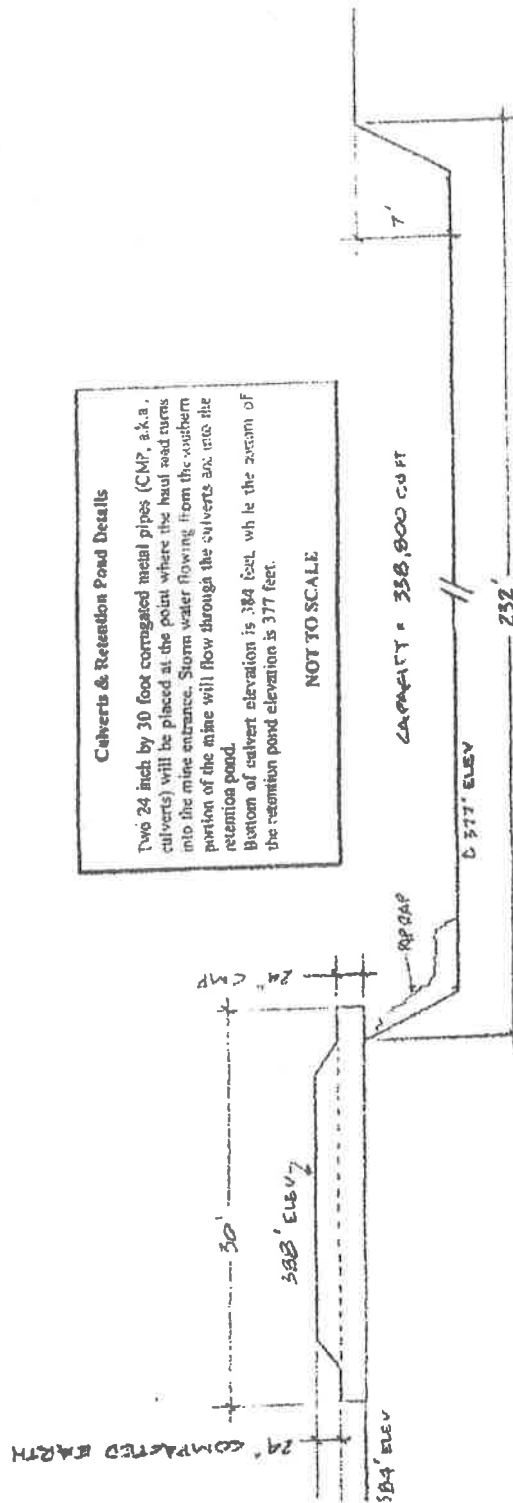 Culverts & Retention Pond Details
Two 24 inch by 30 foot corrugated metal pipes (CMP, a.k.a.,
culverts) will be placed at the point where the haul road turns
into the mine entrance. Storm water flowing from the southern
portion of the mine will flow through the culverts and into the
retention pond.
Bottom of culvert elevation is 384 feet, while the bottom of
the retention pond elevation is 377 feet.
NOT TO SCALE
24" COMPACTED EARTH
30'
388' ELEV
24" CMP
384' ELEV
RIP RAP
377' ELEV
CAPACITY = 338,800 CU FT
7'
232'